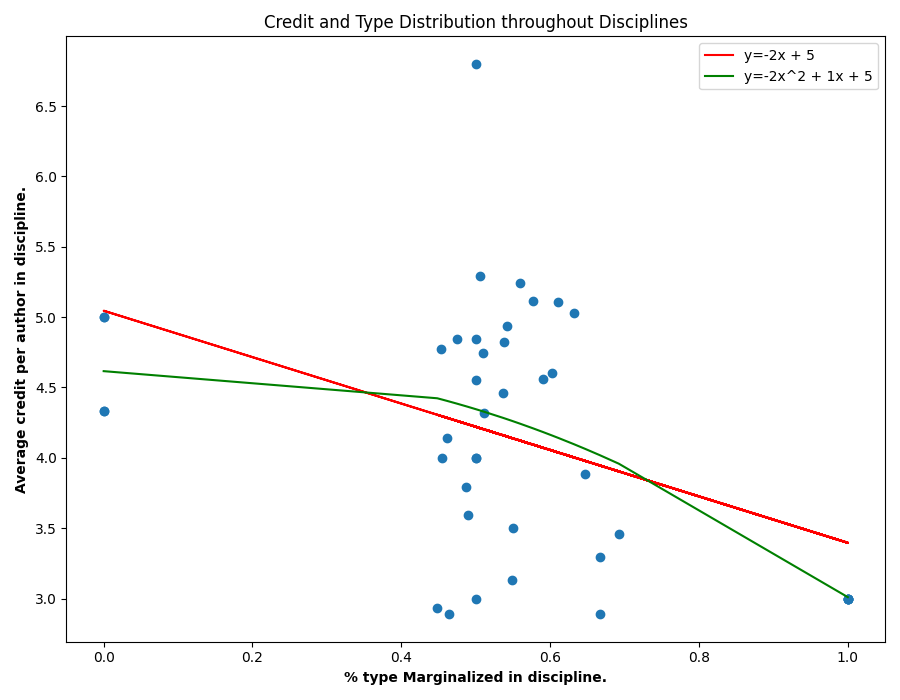 Credit and Type Distribution throughout Disciplines
y=-2x + 5
y=-2x^2 + 1x + 5
Average credit per author in discipline.
6.5
6.0
5.5
5.0
4.5
4.0
3.5
3.0
0.0 0.2 0.4 0.6 0.8 1.0
% type Marginalized in discipline.